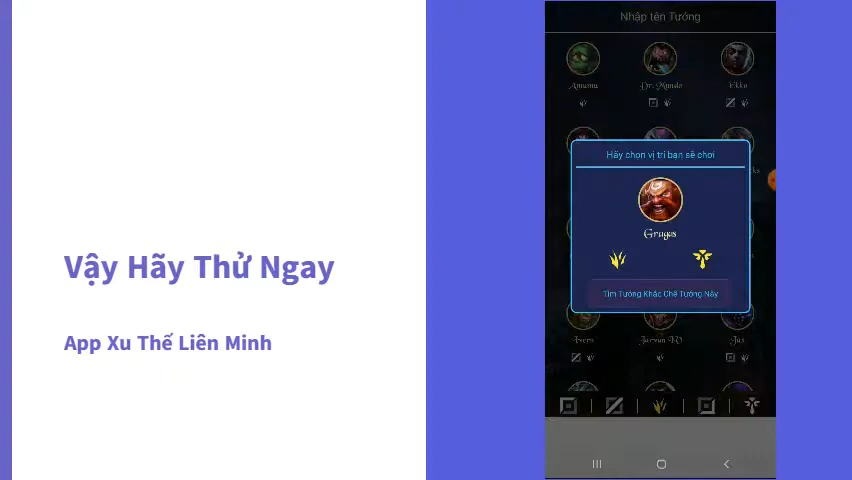 Vậy Hãy Thử Ngay
App Xu Thế Liên Minh
Nhập tên Tướng
Amumu
Dr. Mundo
Ekko
Hãy chọn vị trí bạn sẽ chơi
Gragas
Tìm Tướng Khắc Chế Tướng Này
Ivern
Jarvan IV
Jax